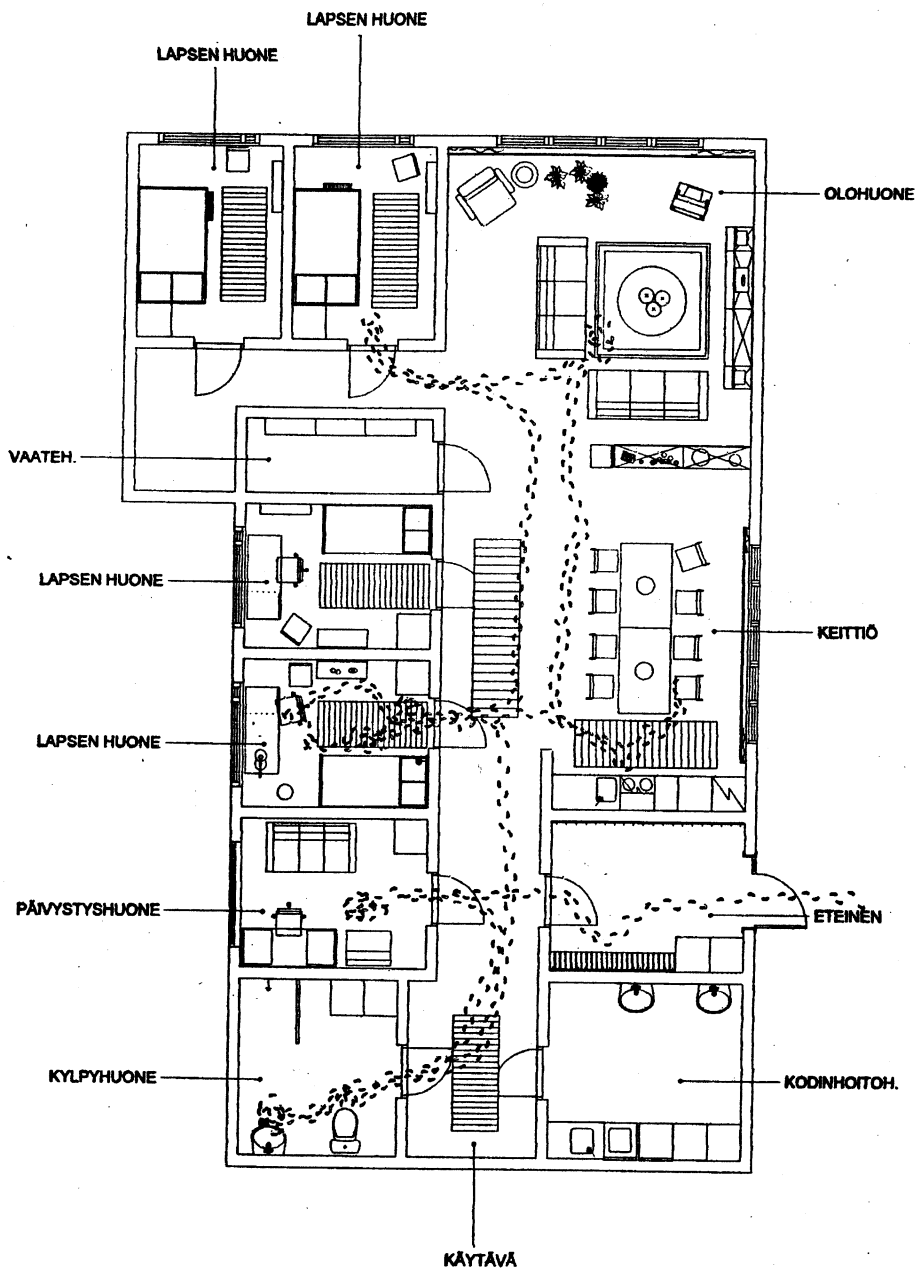 LAPSEN HUONE
LAPSEN HUONE
OLOHUONE
VAATEH.
LAPSEN HUONE
KEITTIÖ
LAPSEN HUONE
PÄIVYSTYSHUONE
ETEINEN
KYLPYHUONE
KODINHOITOH.
KÄYTÄVÄ